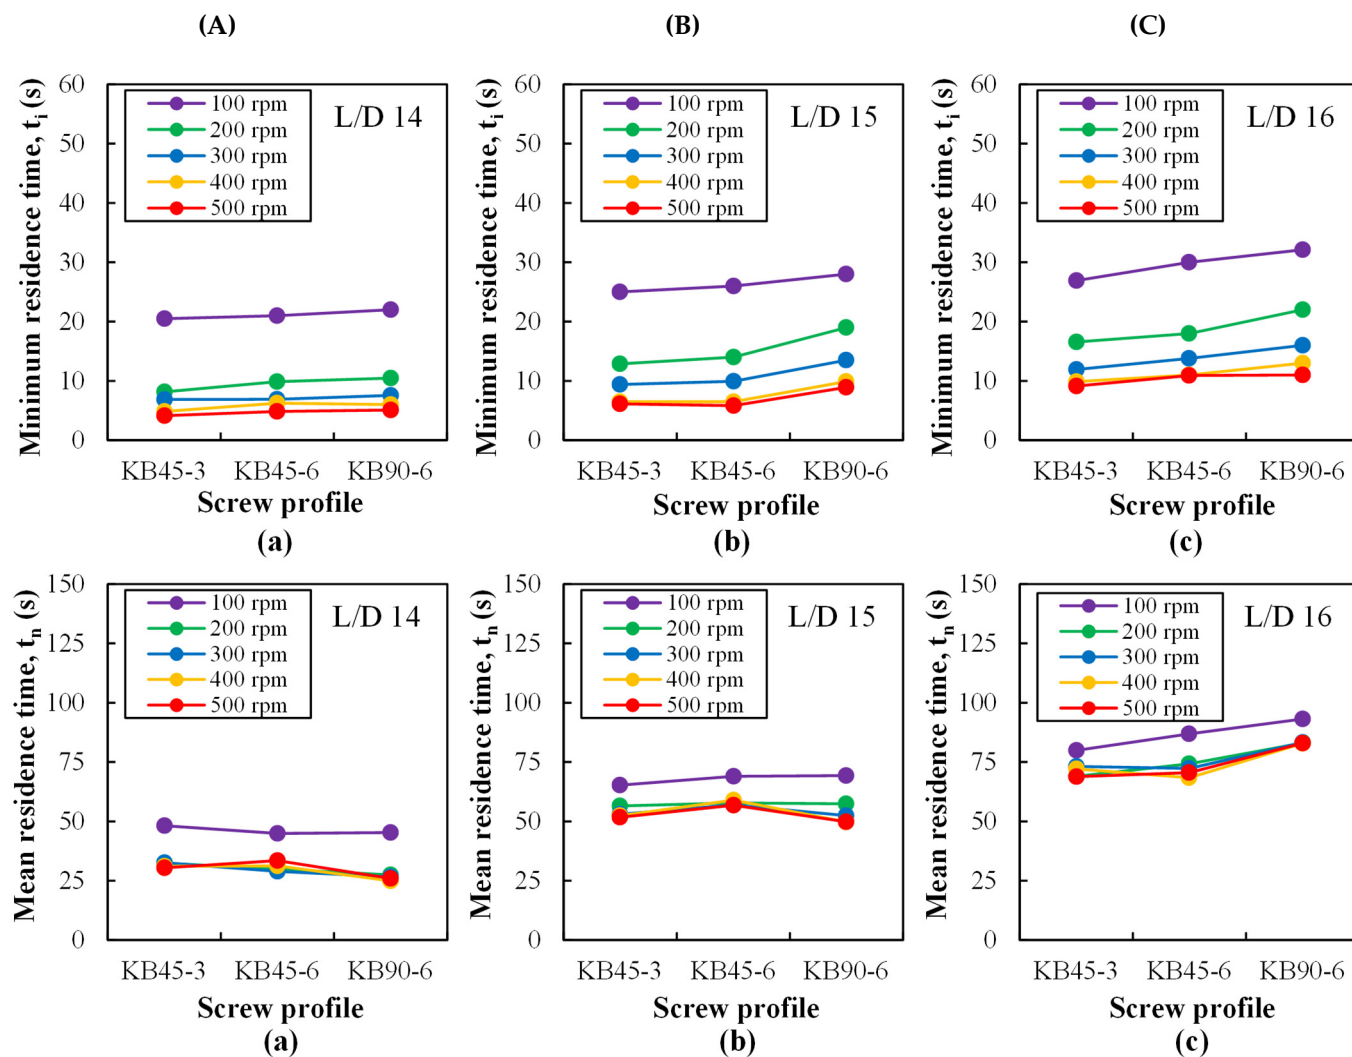 (A)
(B)
(C)
Minimum residence time, ti (s)
60
50
40
30
20
10
0
100 rpm
200 rpm
300 rpm
400 rpm
500 rpm
L/D 14
KB45-3 KB45-6 KB90-6
Screw profile
(a)
Minimum residence time, ti (s)
60
50
40
30
20
10
0
100 rpm
200 rpm
300 rpm
400 rpm
500 rpm
L/D 15
KB45-3 KB45-6 KB90-6
Screw profile
(b)
Minimum residence time, ti (s)
60
50
40
30
20
10
0
100 rpm
200 rpm
300 rpm
400 rpm
500 rpm
L/D 16
KB45-3 KB45-6 KB90-6
Screw profile
(c)
Mean residence time, tn (s)
150
125
100
75
50
25
0
100 rpm
200 rpm
300 rpm
400 rpm
500 rpm
L/D 14
KB45-3 KB45-6 KB90-6
Screw profile
(a)
Mean residence time, tn (s)
150
125
100
75
50
25
0
100 rpm
200 rpm
300 rpm
400 rpm
500 rpm
L/D 15
KB45-3 KB45-6 KB90-6
Screw profile
(b)
Mean residence time, tn (s)
150
125
100
75
50
25
0
100 rpm
200 rpm
300 rpm
400 rpm
500 rpm
L/D 16
KB45-3 KB45-6 KB90-6
Screw profile
(c)